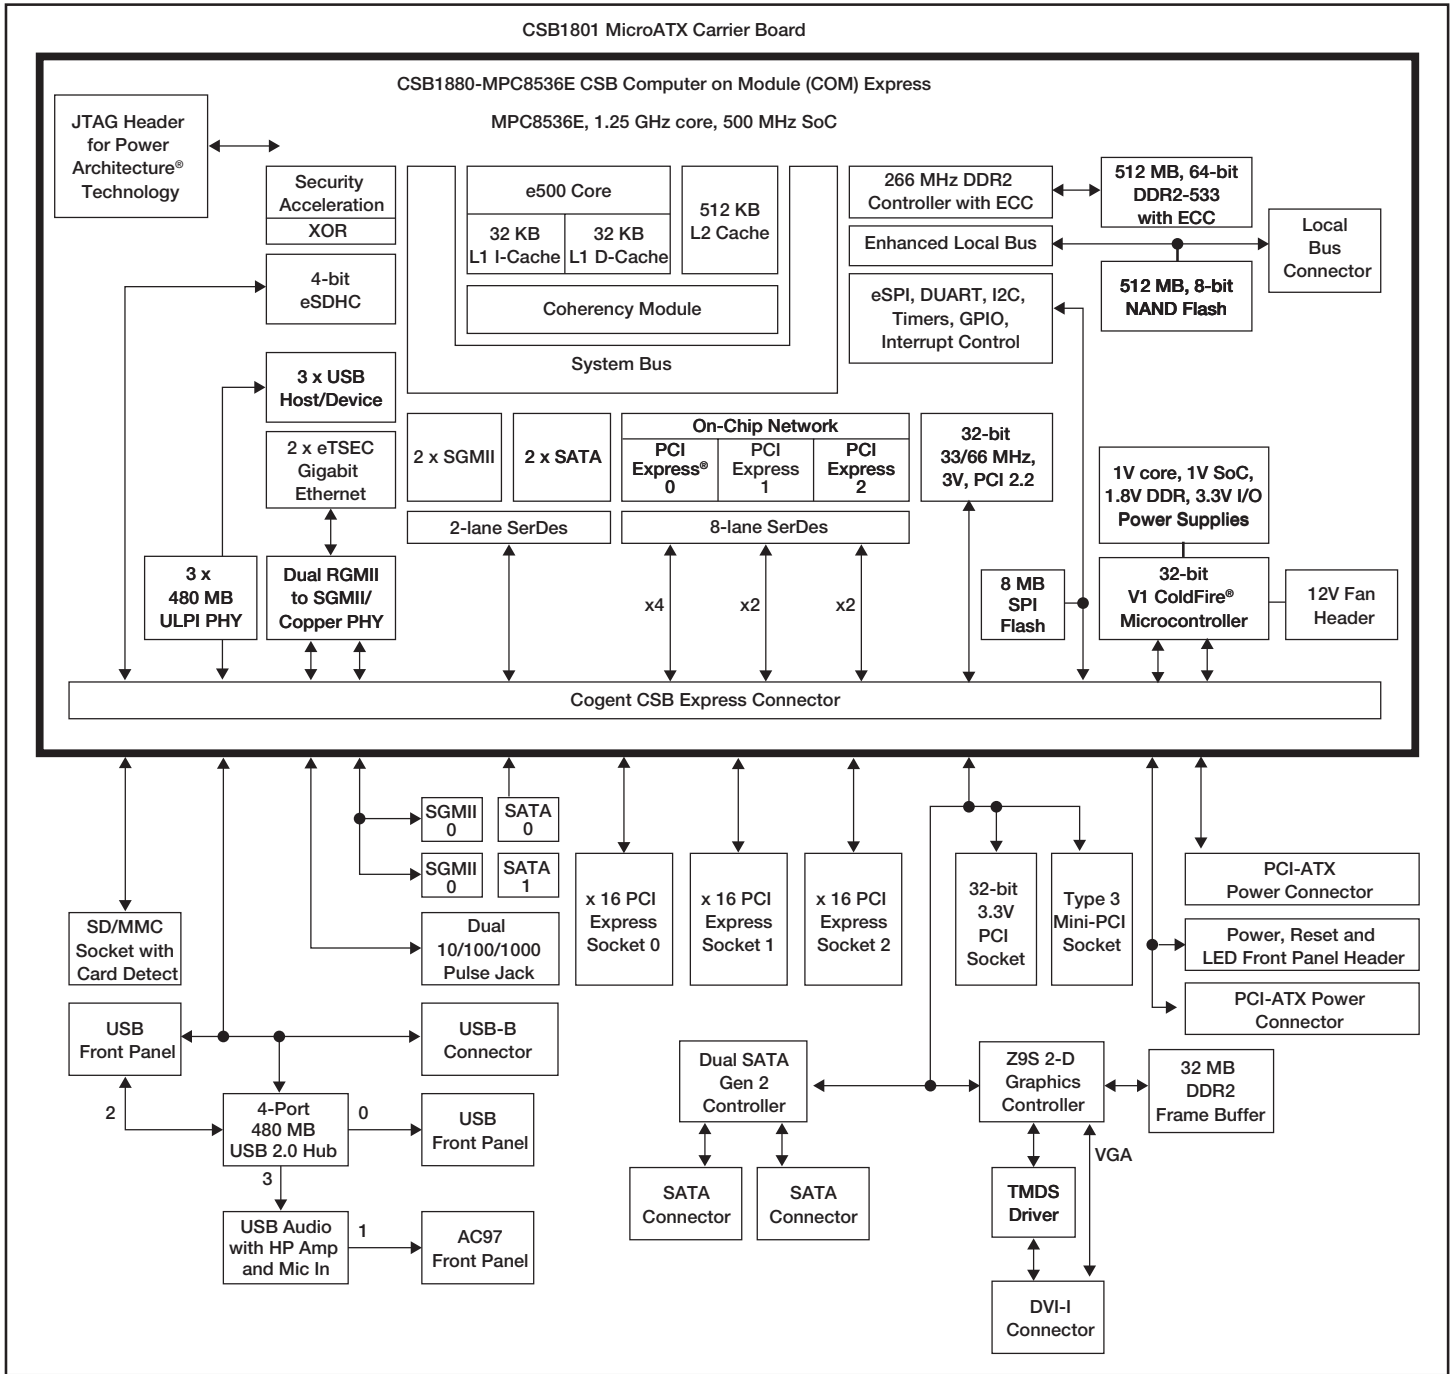 CSB1801 MicroATX Carrier Board
CSB1880-MPC8536E CSB Computer on Module (COM) Express
MPC8536E, 1.25 GHz core, 500 MHz SoC
JTAG Header
for Power
Architecture®
Technology
Security
Acceleration
XOR
4-bit
eSDHC
3 x USB
Host/Device
2 x eTSEC
Gigabit
Ethernet
e500 Core
32 KB
L1 I-Cache
32 KB
L1 D-Cache
512 KB
L2 Cache
Coherency Module
System Bus
266 MHz DDR2
Controller with ECC
Enhanced Local Bus
eSPI, DUART, I2C,
Timers, GPIO,
Interrupt Control
512 MB, 64-bit
DDR2-533
with ECC
512 MB, 8-bit
NAND Flash
Local
Bus
Connector
2 x SGMII
2 x SATA
On-Chip Network
PCI
Express®
0
PCI
Express
1
PCI
Express
2
32-bit
33/66 MHz,
3V, PCI 2.2
1V core, 1V SoC,
1.8V DDR, 3.3V I/O
Power Supplies
2-lane SerDes
8-lane SerDes
3 x
480 MB
ULPI PHY
Dual RGMII
to SGMII/
Copper PHY
x4
x2
x2
8 MB
SPI
Flash
32-bit
V1 ColdFire®
Microcontroller
12V Fan
Header
Cogent CSB Express Connector
SGMII
0
SATA
0
SGMII
0
SATA
1
SD/MMC
Socket with
Card Detect
Dual
10/100/1000
Pulse Jack
x 16 PCI
Express
Socket 0
x 16 PCI
Express
Socket 1
x 16 PCI
Express
Socket 2
32-bit
3.3V
PCI
Socket
Type 3
Mini-PCI
Socket
PCI-ATX
Power Connector
Power, Reset and
LED Front Panel Header
PCI-ATX Power
Connector
USB
Front Panel
USB-B
Connector
2
4-Port
480 MB
USB 2.0 Hub
0
USB
Front Panel
3
USB Audio
with HP Amp
and Mic In
1
AC97
Front Panel
Dual SATA
Gen 2
Controller
Z9S 2-D
Graphics
Controller
32 MB
DDR2
Frame Buffer
VGA
SATA
Connector
SATA
Connector
TMDS
Driver
DVI-I
Connector